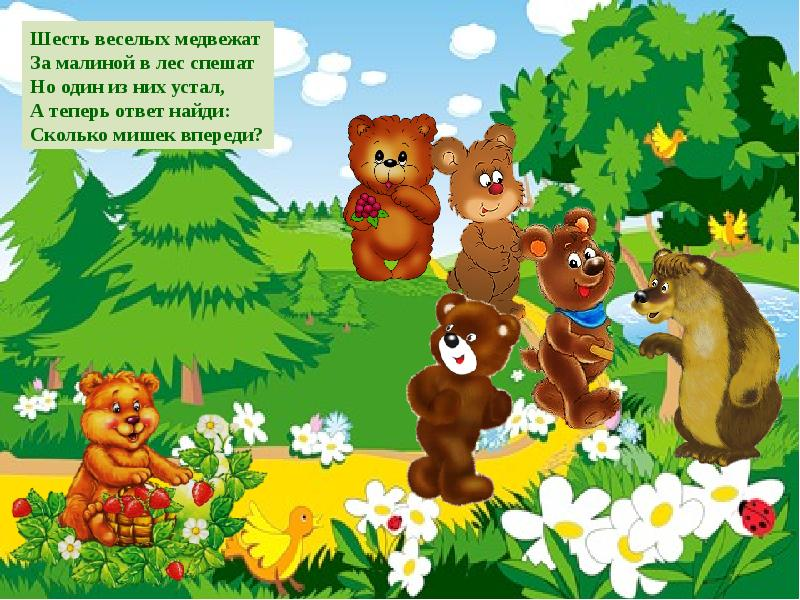 Шесть веселых медвежат
За малиной в лес спешат
Но один из них устал,
А теперь ответ найди:
Сколько мишек впереди?